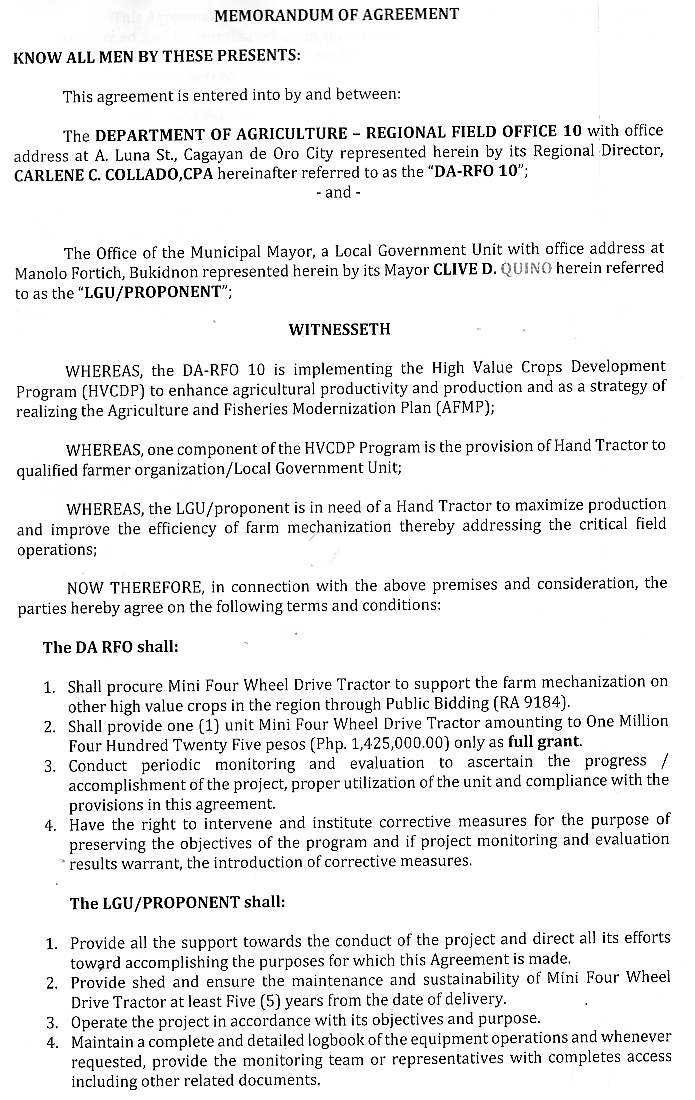 MEMORANDUM OF AGREEMENT
KNOW ALL MEN BY THESE PRESENTS:
This agreement is entered into by and between:
The DEPARTMENT OF AGRICULTURE – REGIONAL FIELD OFFICE 10 with office
address at A. Luna St., Cagayan de Oro City represented herein by its Regional Director,
CARLENE C. COLLADO,CPA hereinafter referred to as the "DA-RFO 10";
- and -
The Office of the Municipal Mayor, a Local Government Unit with office address at
Manolo Fortich, Bukidnon represented herein by its Mayor CLIVE D. QUINO herein referred
to as the "LGU/PROPONENT";
WITNESSETH
WHEREAS, the DA-RFO 10 is implementing the High Value Crops Development
Program (HVCDP) to enhance agricultural productivity and production and as a strategy of
realizing the Agriculture and Fisheries Modernization Plan (AFMP);
WHEREAS, one component of the HVCDP Program is the provision of Hand Tractor to
qualified farmer organization/Local Government Unit;
WHEREAS, the LGU/proponent is in need of a Hand Tractor to maximize production
and improve the efficiency of farm mechanization thereby addressing the critical field
operations;
NOW THEREFORE, in connection with the above premises and consideration, the
parties hereby agree on the following terms and conditions:
The DA RFO shall:
1. Shall procure Mini Four Wheel Drive Tractor to support the farm mechanization on
other high value crops in the region through Public Bidding (RA 9184).
2. Shall provide one (1) unit Mini Four Wheel Drive Tractor amounting to One Million
Four Hundred Twenty Five pesos (Php. 1,425,000.00) only as full grant.
3. Conduct periodic monitoring and evaluation to ascertain the progress /
accomplishment of the project, proper utilization of the unit and compliance with the
provisions in this agreement.
4. Have the right to intervene and institute corrective measures for the purpose of
preserving the objectives of the program and if project monitoring and evaluation
results warrant, the introduction of corrective measures.
The LGU/PROPONENT shall:
1. Provide all the support towards the conduct of the project and direct all its efforts
toward accomplishing the purposes for which this Agreement is made.
2. Provide shed and ensure the maintenance and sustainability of Mini Four Wheel
Drive Tractor at least Five (5) years from the date of delivery.
3. Operate the project in accordance with its objectives and purpose.
4. Maintain a complete and detailed logbook of the equipment operations and whenever
requested, provide the monitoring team or representatives with completes access
including other related documents.